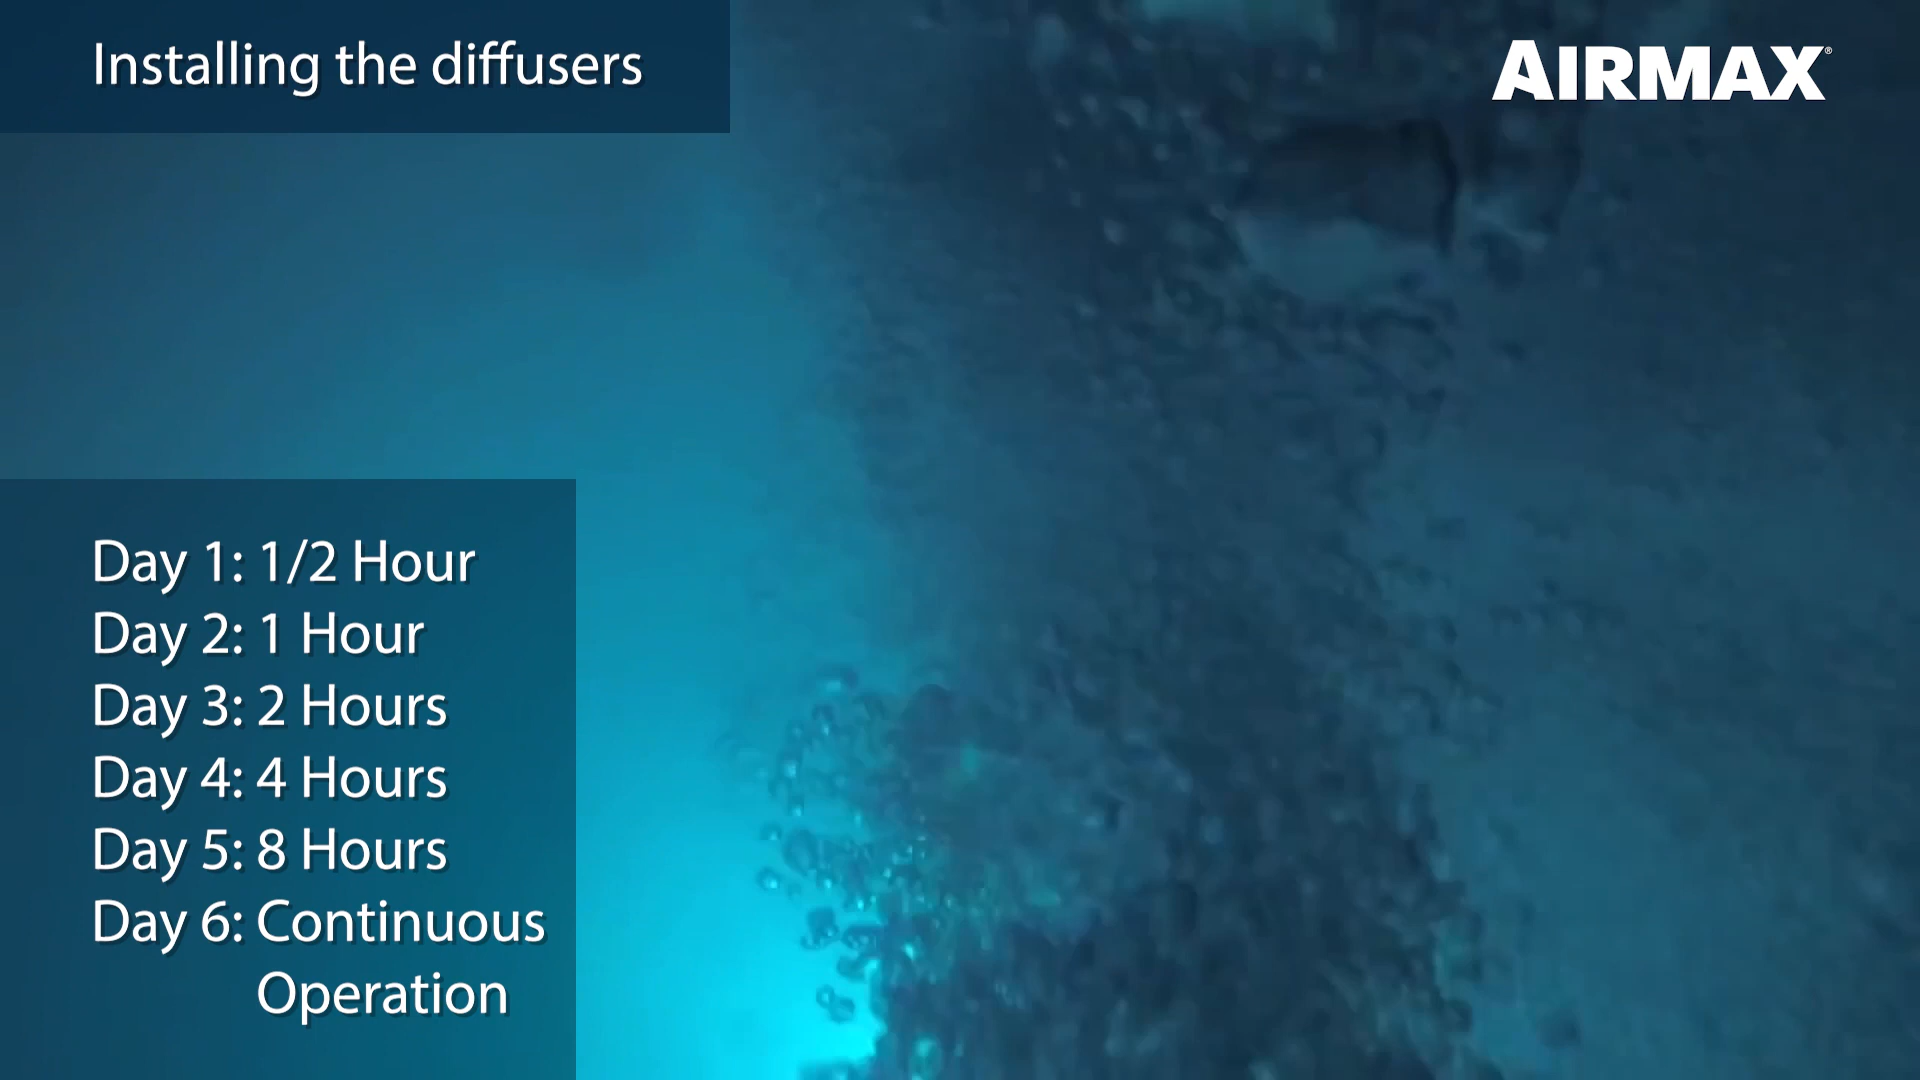 Installing the diffusers
AIRMAX®
Day 1: 1/2 Hour
Day 2: 1 Hour
Day 3: 2 Hours
Day 4: 4 Hours
Day 5: 8 Hours
Day 6: Continuous
Operation